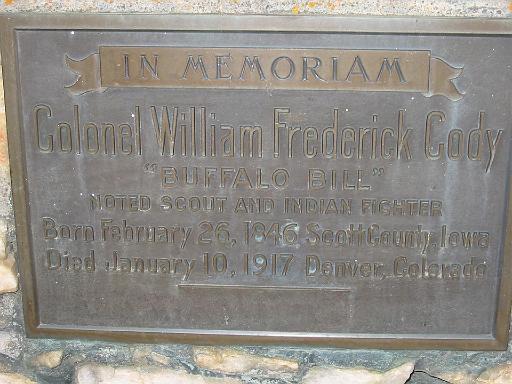 IN MEMORIAM
Colonel William Frederick Cody
"BUFFALO BILL"
NOTED SCOUT AND INDIAN FIGHTER
Born February 26, 1846 Scott County, Iowa
Died January 10, 1917 Denver, Colorado